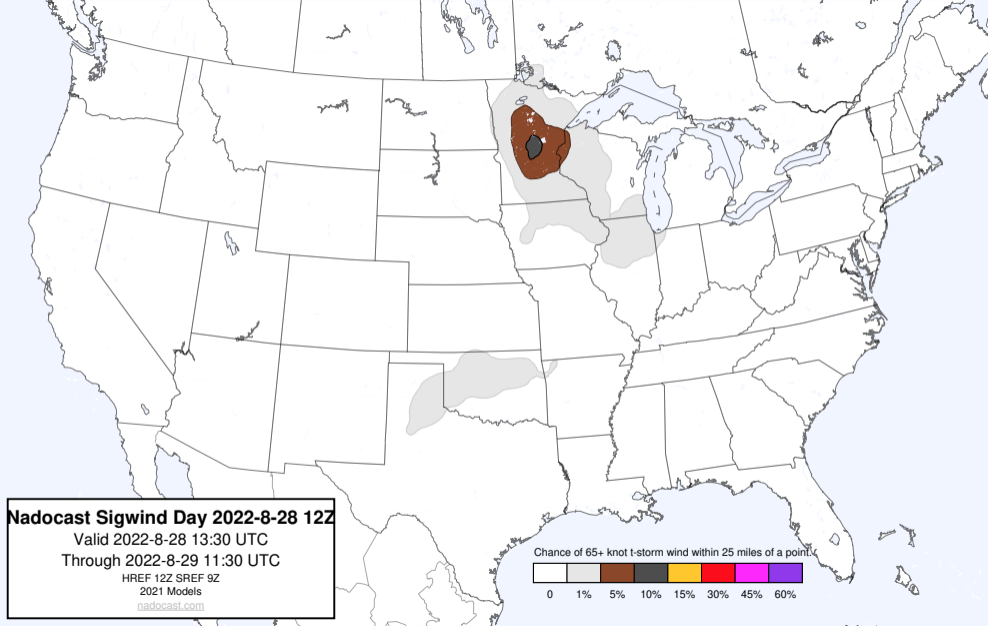 Nadocast Sigwind Day 2022-8-28 12Z
Valid 2022-8-28 13:30 UTC
Through 2022-8-29 11:30 UTC
HREF 12Z SREF 9Z
2021 Models
nadocast.com
Chance of 65+ knot t-storm wind within 25 miles of a point.
0 1% 5% 10% 15% 30% 45% 60%